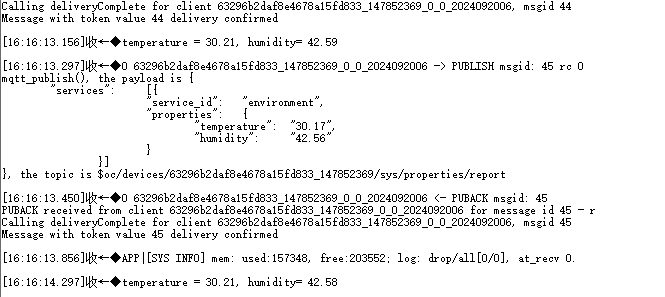 Calling deliveryComplete for client 63296b2daf8e4678a15fd833_147852369_0_0_2024092006, msgid 44
Message with token value 44 delivery confirmed
[16:16:13.156]收←◆temperature = 30.21, humidity= 42.59
[16:16:13.297]收←◆0 63296b2daf8e4678a15fd833_147852369_0_0_2024092006 -> PUBLISH msgid: 45 rc 0
mqtt_publish(), the payload is {
"services": [{
"service_id": "environment",
"properties": {
"temperature": "30.17",
"humidity": "42.56"
}
}]
}, the topic is $oc/devices/63296b2daf8e4678a15fd833_147852369/sys/properties/report
[16:16:13.450]收←◆0 63296b2daf8e4678a15fd833_147852369_0_0_2024092006 <- PUBACK msgid: 45
PUBACK received from client 63296b2daf8e4678a15fd833_147852369_0_0_2024092006 for message id 45 - r
Calling deliveryComplete for client 63296b2daf8e4678a15fd833_147852369_0_0_2024092006, msgid 45
Message with token value 45 delivery confirmed
[16:16:13.856]收←◆APP|[SYS INFO] mem: used:157348, free:203552; log: drop/all[0/0], at_recv 0.
[16:16:14.297]收←◆temperature = 30.21, humidity= 42.58